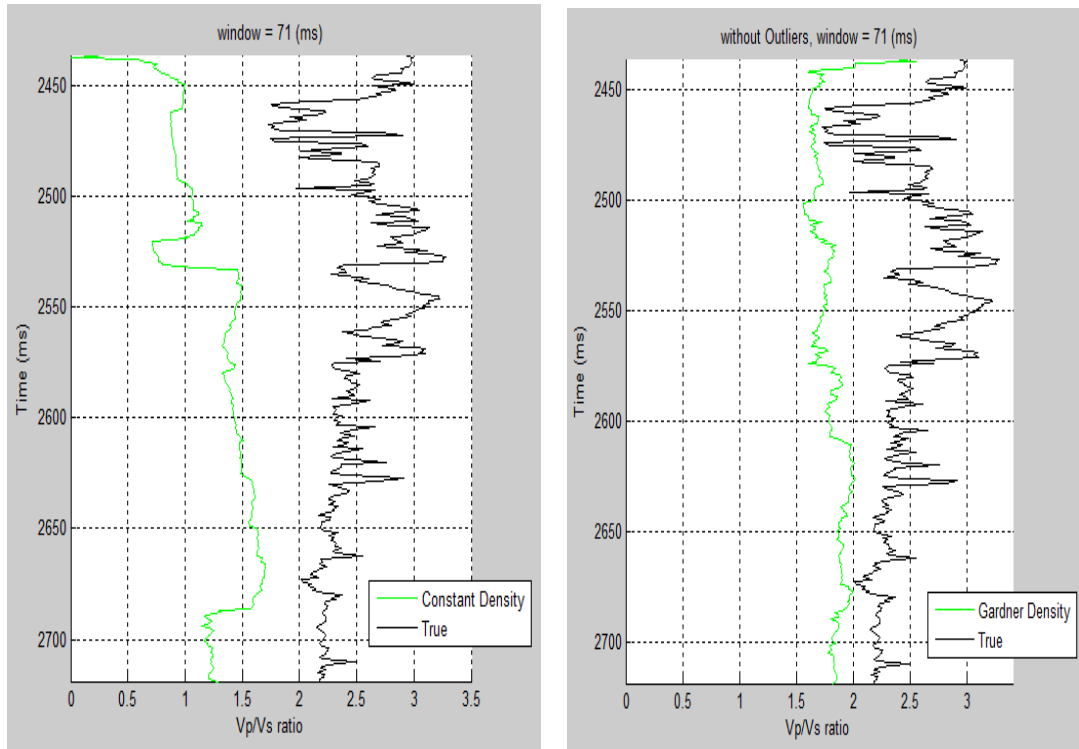 window = 71 (ms)
2450
2500
2550
2600
2650
2700
Time (ms)
0 0.5 1 1.5 2 2.5 3 3.5
Vp/Vs ratio
Constant Density
True
without Outliers, window = 71 (ms)
2450
2500
2550
2600
2650
2700
Time (ms)
0 0.5 1 1.5 2 2.5 3
Vp/Vs ratio
Gardner Density
True